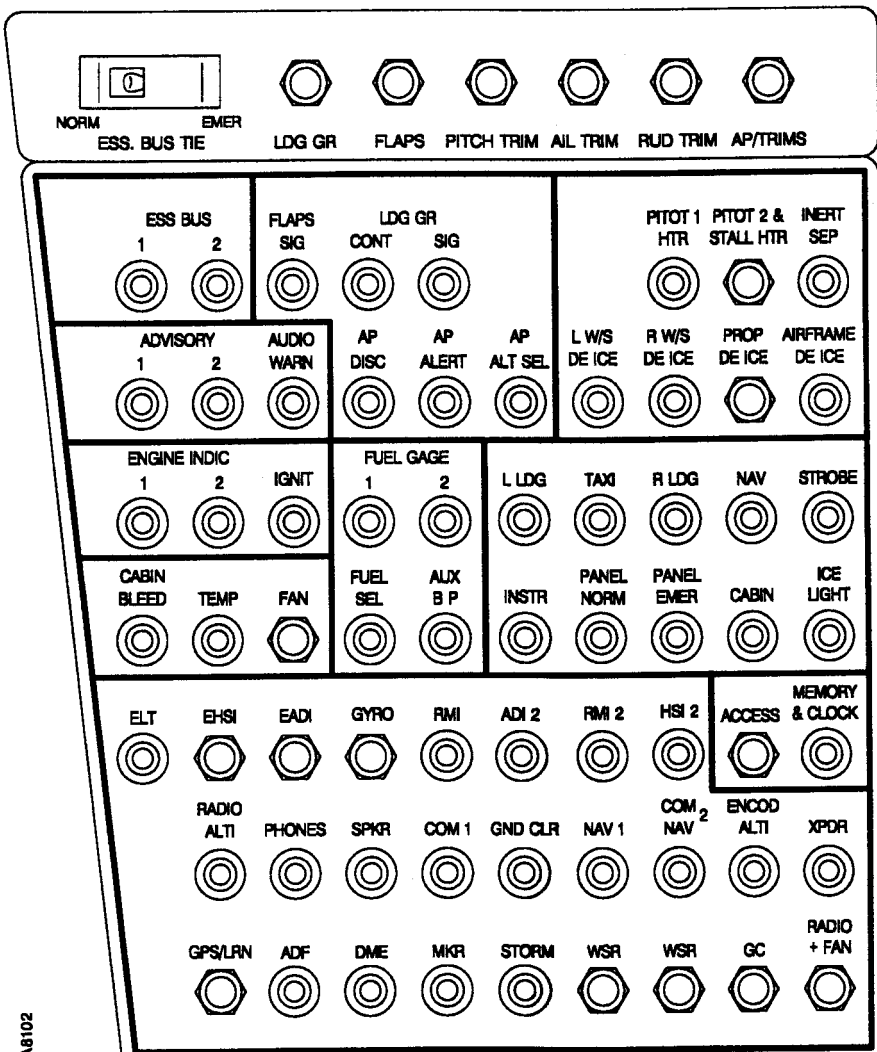 NORM EMER
ESS. BUS TIE LDG GR FLAPS PITCH TRIM AIL TRIM RUD TRIM AP/TRIMS
ESS BUS FLAPS LDG GR PITOT 1 PITOT 2 & INERT
1 2 SIG CONT SIG HTR STALL HTR SEP
ADVISORY AUDIO AP AP AP L W/S R W/S PROP AIRFRAME
1 2 WARN DISC ALERT ALT SEL DE ICE DE ICE DE ICE DE ICE
ENGINE INDIC FUEL GAGE
1 2 IGNIT 1 2 L LDG TAXI R LDG NAV STROBE
CABIN FUEL AUX PANEL PANEL ICE
BLEED TEMP FAN SEL B P INSTR NORM EMER CABIN LIGHT
MEMORY
ELT EHSI EADI GYRO RMI ADI 2 RMI 2 HSI 2 ACCESS & CLOCK
RADIO COM 2 ENCOD
ALTI PHONES SPKR COM 1 GND CLR NAV 1 NAV ALTI XPDR
RADIO
GPS/LRN ADF DME MKR STORM WSR WSR GC + FAN
A8102